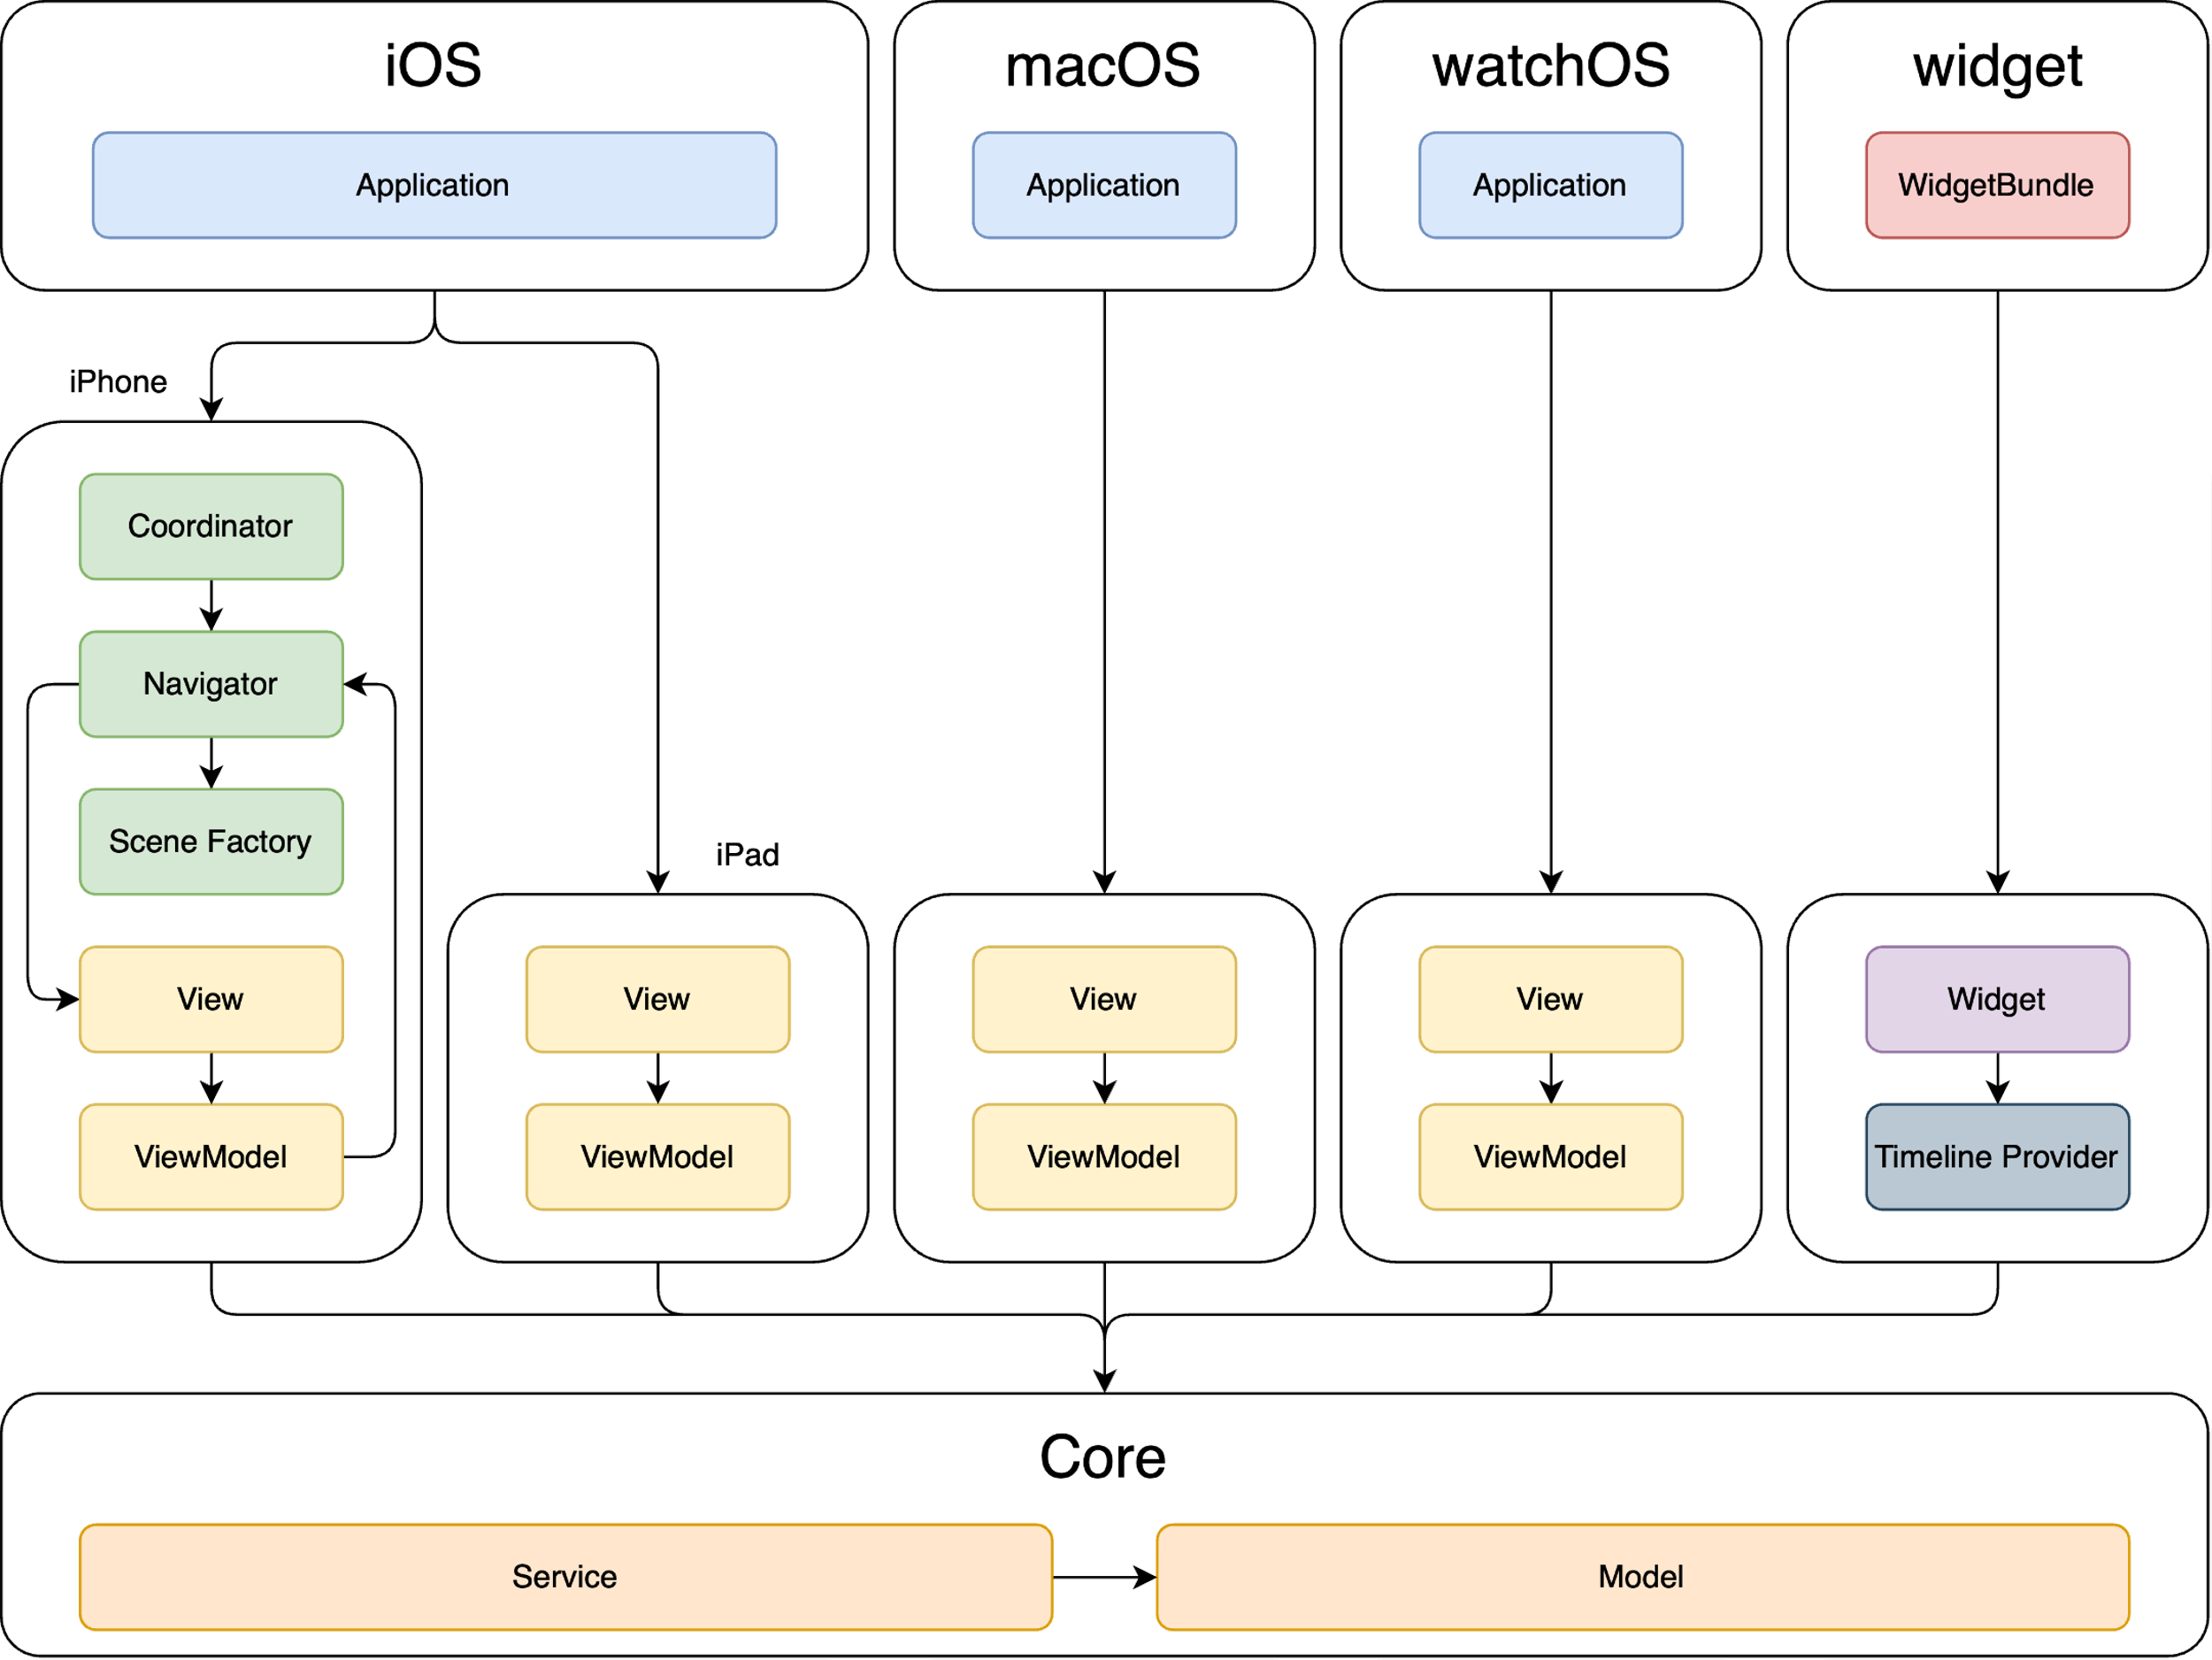 iOS
macOS
watchOS
widget
Application
Application
Application
WidgetBundle
iPhone
Coordinator
Navigator
Scene Factory
iPad
View
View
View
View
Widget
ViewModel
ViewModel
ViewModel
ViewModel
Timeline Provider
Core
Service
Model